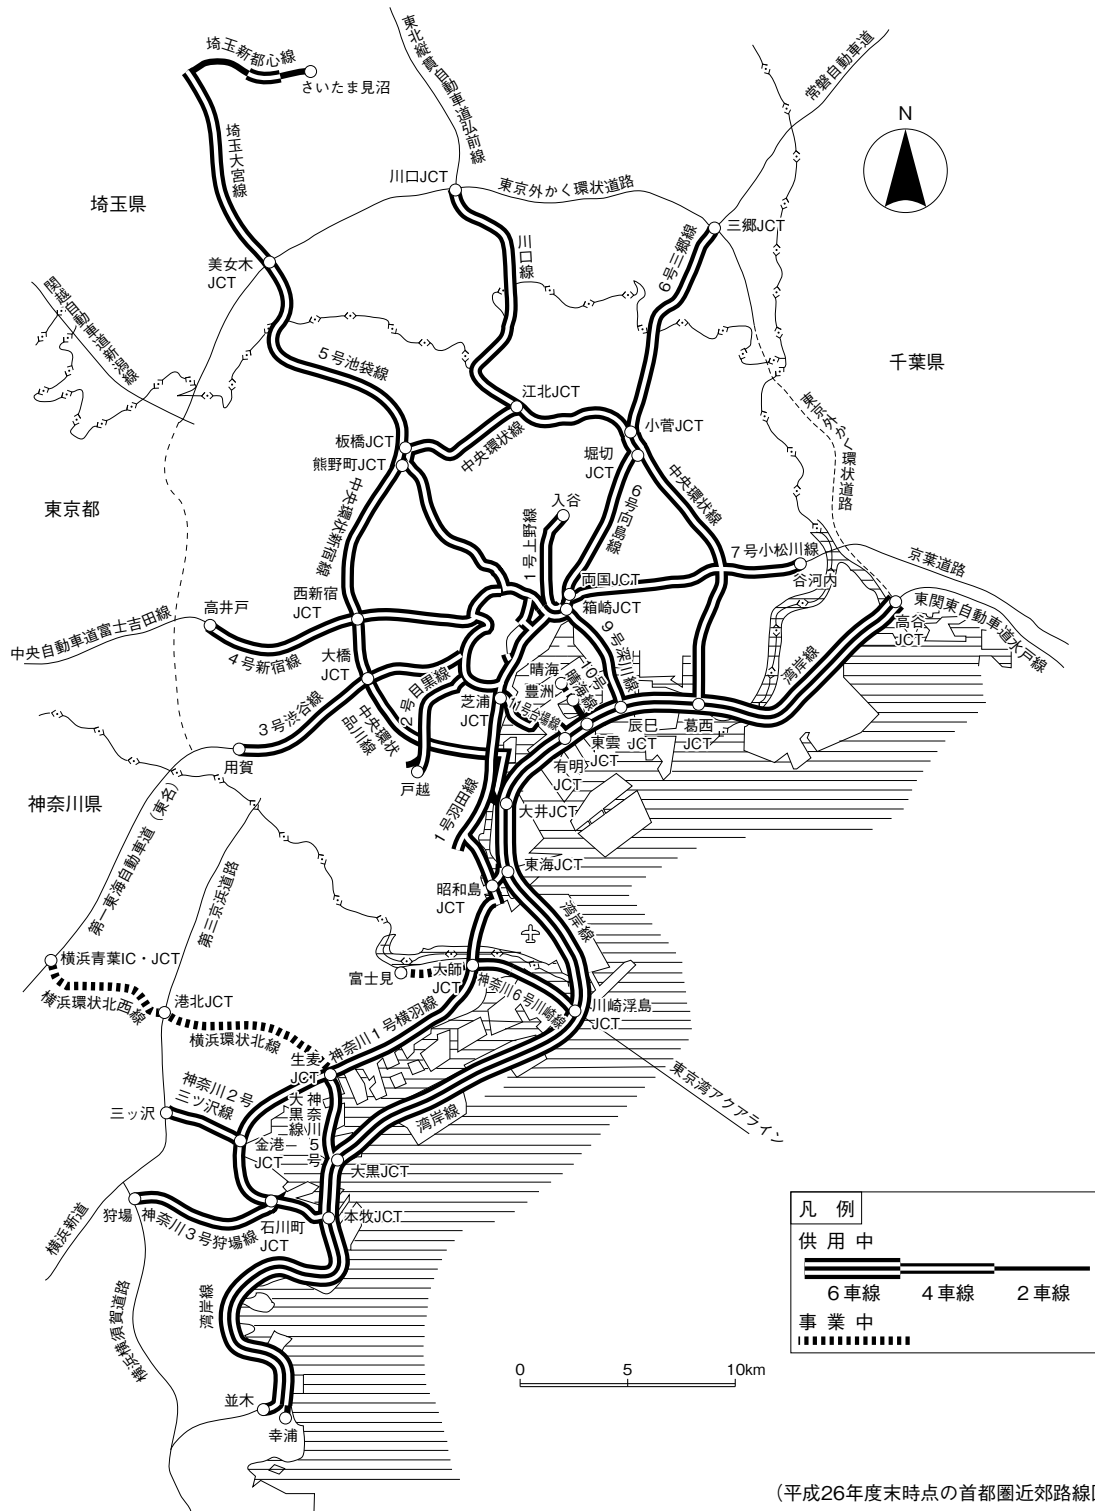 埼玉新都心線
さいたま見沼
東北縦貫自動車道弘前線
常磐自動車道
N
埼玉大宮線
川口JCT
東京外かく環状道路
埼玉県
三郷JCT
川口線
6号三郷線
美女木
JCT
関越自動車道新潟線
千葉県
5号池袋線
江北JCT
東京外かく環状道路
小菅JCT
板橋JCT
中央環状線
堀切
JCT
熊野町JCT
中央環状線
東京都
中央環状新宿線
6号向島線
入谷
1号上野線
7号小松川線
京葉道路
両国JCT
谷河内
西新宿
JCT
高井戸
箱崎JCT
東関東自動車道水戸線
高谷
JCT
中央自動車道富士吉田線
4号新宿線
9号深川線
大橋
JCT
晴海
10号
晴海線
湾岸線
2号目黒線
豊洲
3号渋谷線
芝浦
JCT
11号台場線
中央環状
品川線
辰巳
JCT
葛西
JCT
東雲
JCT
用賀
有明
JCT
戸越
神奈川県
第一東海自動車道(東名)
1号羽田線
大井JCT
東海JCT
第三京浜道路
昭和島
JCT
湾岸線
横浜青葉IC・JCT
富士見
大師
JCT
神奈川6号川崎線
横浜環状北西線
港北JCT
川崎浮島
JCT
横浜環状北線
神奈川1号横羽線
生麦
JCT
東京湾アクアライン
神奈川2号
三ッ沢線
神奈川5号
大黒線
湾岸線
三ッ沢
金港
JCT
大黒JCT
狩場
神奈川3号狩場線
石川町
JCT
本牧JCT
横浜新道
凡 例
供 用 中
6車線
4車線
2車線
事 業 中
湾岸線
横浜横須賀道路
0
5
10km
並木
幸浦
(平成26年度末時点の首都圏近郊路線